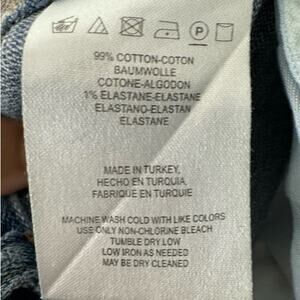 99% COTTON-COTON
BAUMWOLLE
COTONE-ALGODON
1% ELASTANE-ELASTANE
ELASTANO-ELASTAN
ELASTANE
MADE IN TURKEY,
HECHO EN TURQUIA
FABRIQUE EN TURQUIE
MACHINE WASH COLD WITH LIKE COLORS
USE ONLY NON-CHLORINE BLEACH
TUMBLE DRY LOW
LOW IRON AS NEEDED
MAY BE DRY CLEANED